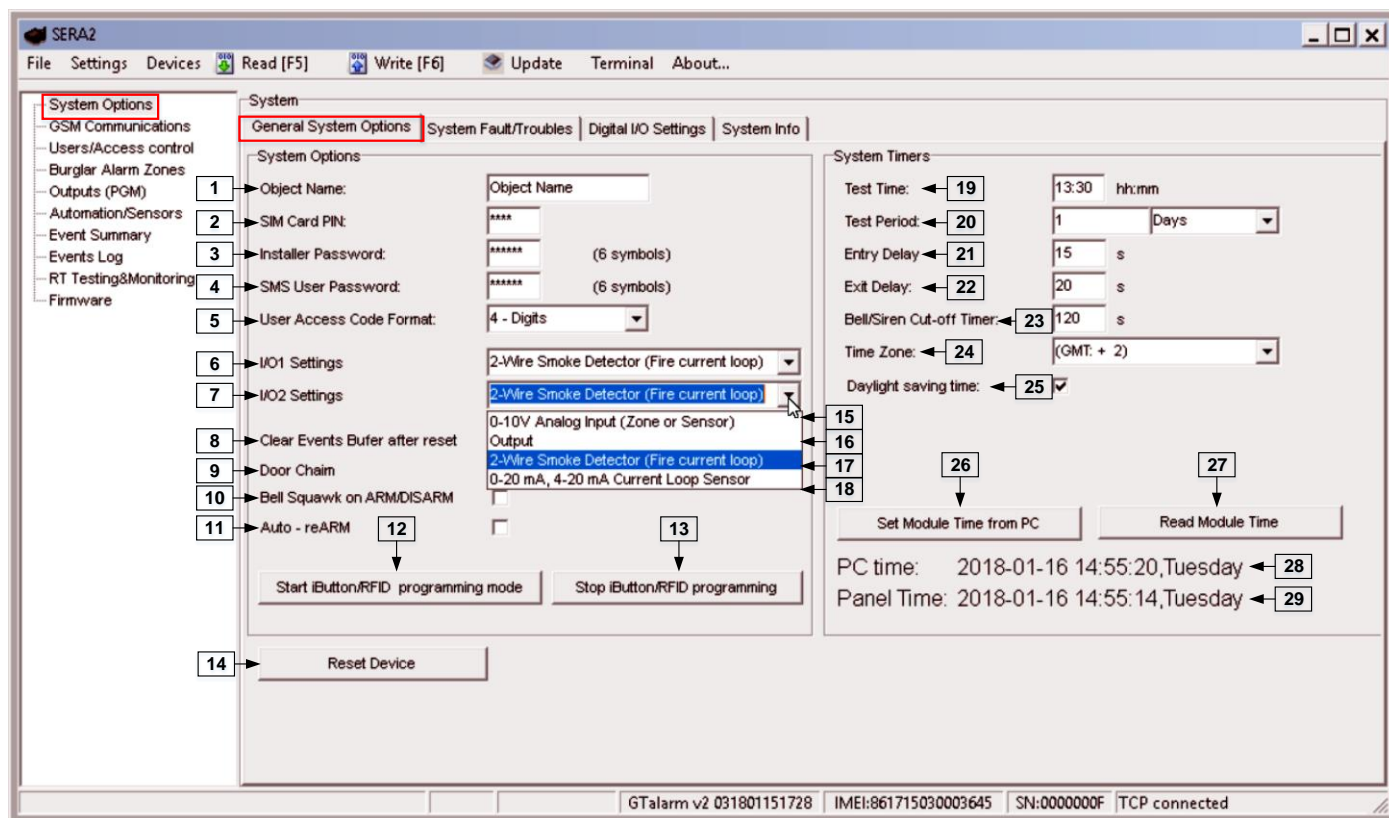 SERA2
File Settings Devices Read [F5] Write [F6] Update Terminal About...
System Options
GSM Communications
Users/Access control
Burglar Alarm Zones
Outputs (PGM)
Automation/Sensors
Event Summary
Events Log
RT Testing&Monitoring
Firmware
System
General System Options System Fault/Troubles Digital I/O Settings System Info
System Options
1 Object Name: Object Name
2 SIM Card PIN: ****
3 Installer Password: ****** (6 symbols)
4 SMS User Password: ****** (6 symbols)
5 User Access Code Format: 4 - Digits
6 I/O1 Settings 2-Wire Smoke Detector (Fire current loop)
7 I/O2 Settings 2-Wire Smoke Detector (Fire current loop)
0-10V Analog Input (Zone or Sensor) 15
Output 16
2-Wire Smoke Detector (Fire current loop) 17
0-20 mA, 4-20 mA Current Loop Sensor 18
8 Clear Events Bufer after reset
9 Door Chaim
10 Bell Squawk on ARM/DISARM
11 Auto - reARM
12 13
Start iButton/RFID programming mode Stop iButton/RFID programming
14 Reset Device
System Timers
Test Time: 19 13:30 hh:mm
Test Period: 20 1 Days
Entry Delay 21 15 s
Exit Delay: 22 20 s
Bell/Siren Cut-off Timer: 23 120 s
Time Zone: 24 (GMT: + 2)
Daylight saving time: 25
26 27
Set Module Time from PC Read Module Time
PC time: 2018-01-16 14:55:20,Tuesday 28
Panel Time: 2018-01-16 14:55:14,Tuesday 29
GTalarm v2 031801151728 IMEI:861715030003645 SN:0000000F TCP connected